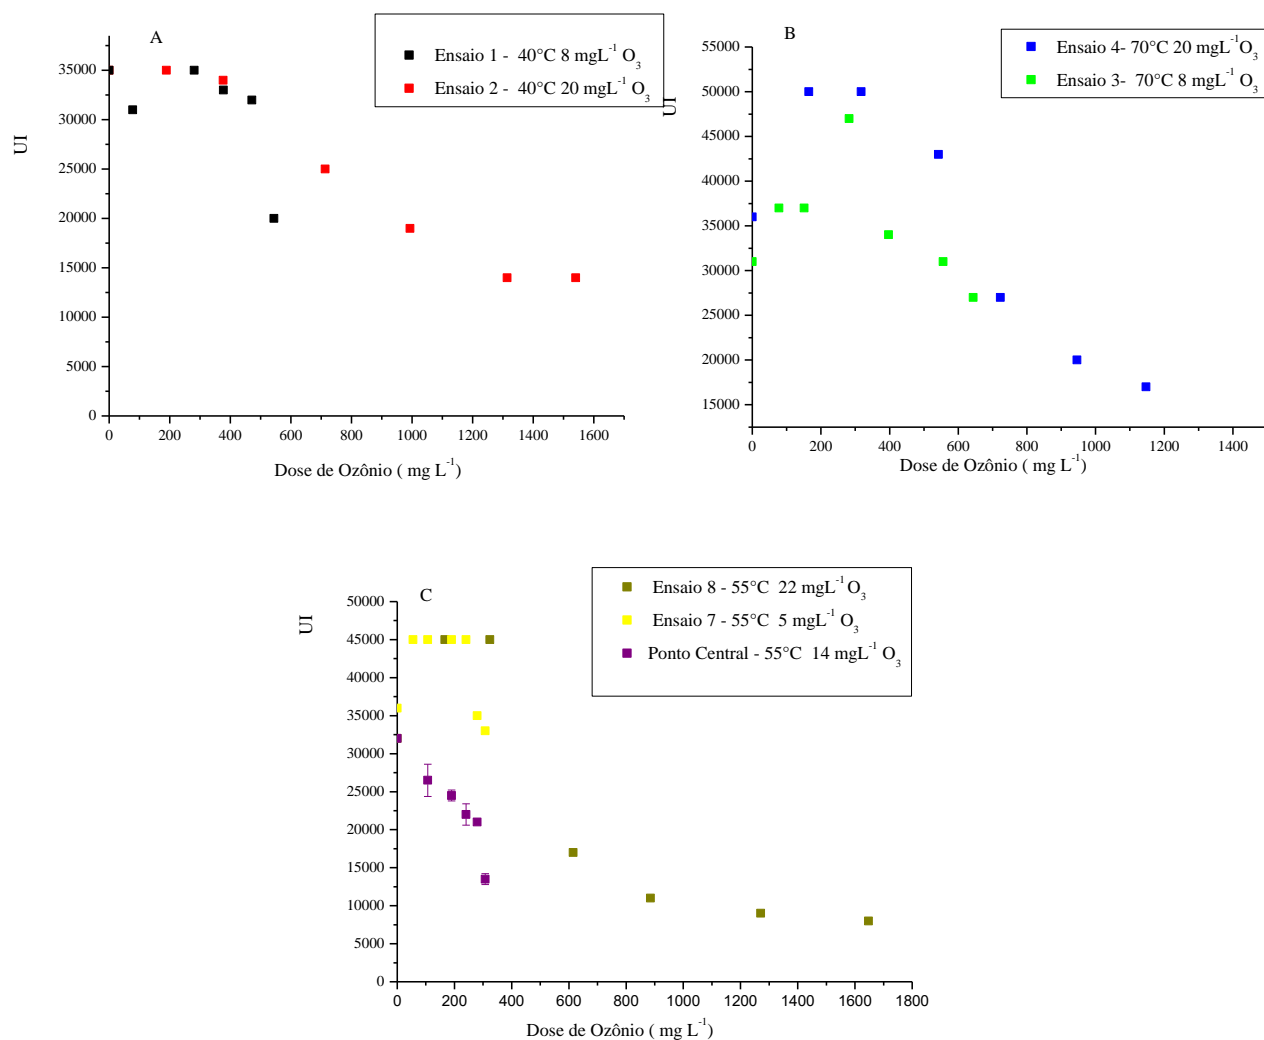 A
Ensaio 1 - 40°C 8 mgL⁻¹ O₃
Ensaio 2 - 40°C 20 mgL⁻¹ O₃
UI
35000
30000
25000
20000
15000
10000
5000
0
0 200 400 600 800 1000 1200 1400 1600
Dose de Ozônio ( mg L⁻¹)
B
Ensaio 4- 70°C 20 mgL⁻¹O₃
Ensaio 3- 70°C 8 mgL⁻¹ O₃
UI
55000
50000
45000
40000
35000
30000
25000
20000
15000
0 200 400 600 800 1000 1200 1400
Dose de Ozônio ( mg L⁻¹)
C
Ensaio 8 - 55°C 22 mgL⁻¹ O₃
Ensaio 7 - 55°C 5 mgL⁻¹ O₃
Ponto Central - 55°C 14 mgL⁻¹ O₃
UI
50000
45000
40000
35000
30000
25000
20000
15000
10000
5000
0
0 200 400 600 800 1000 1200 1400 1600 1800
Dose de Ozônio ( mg L⁻¹)